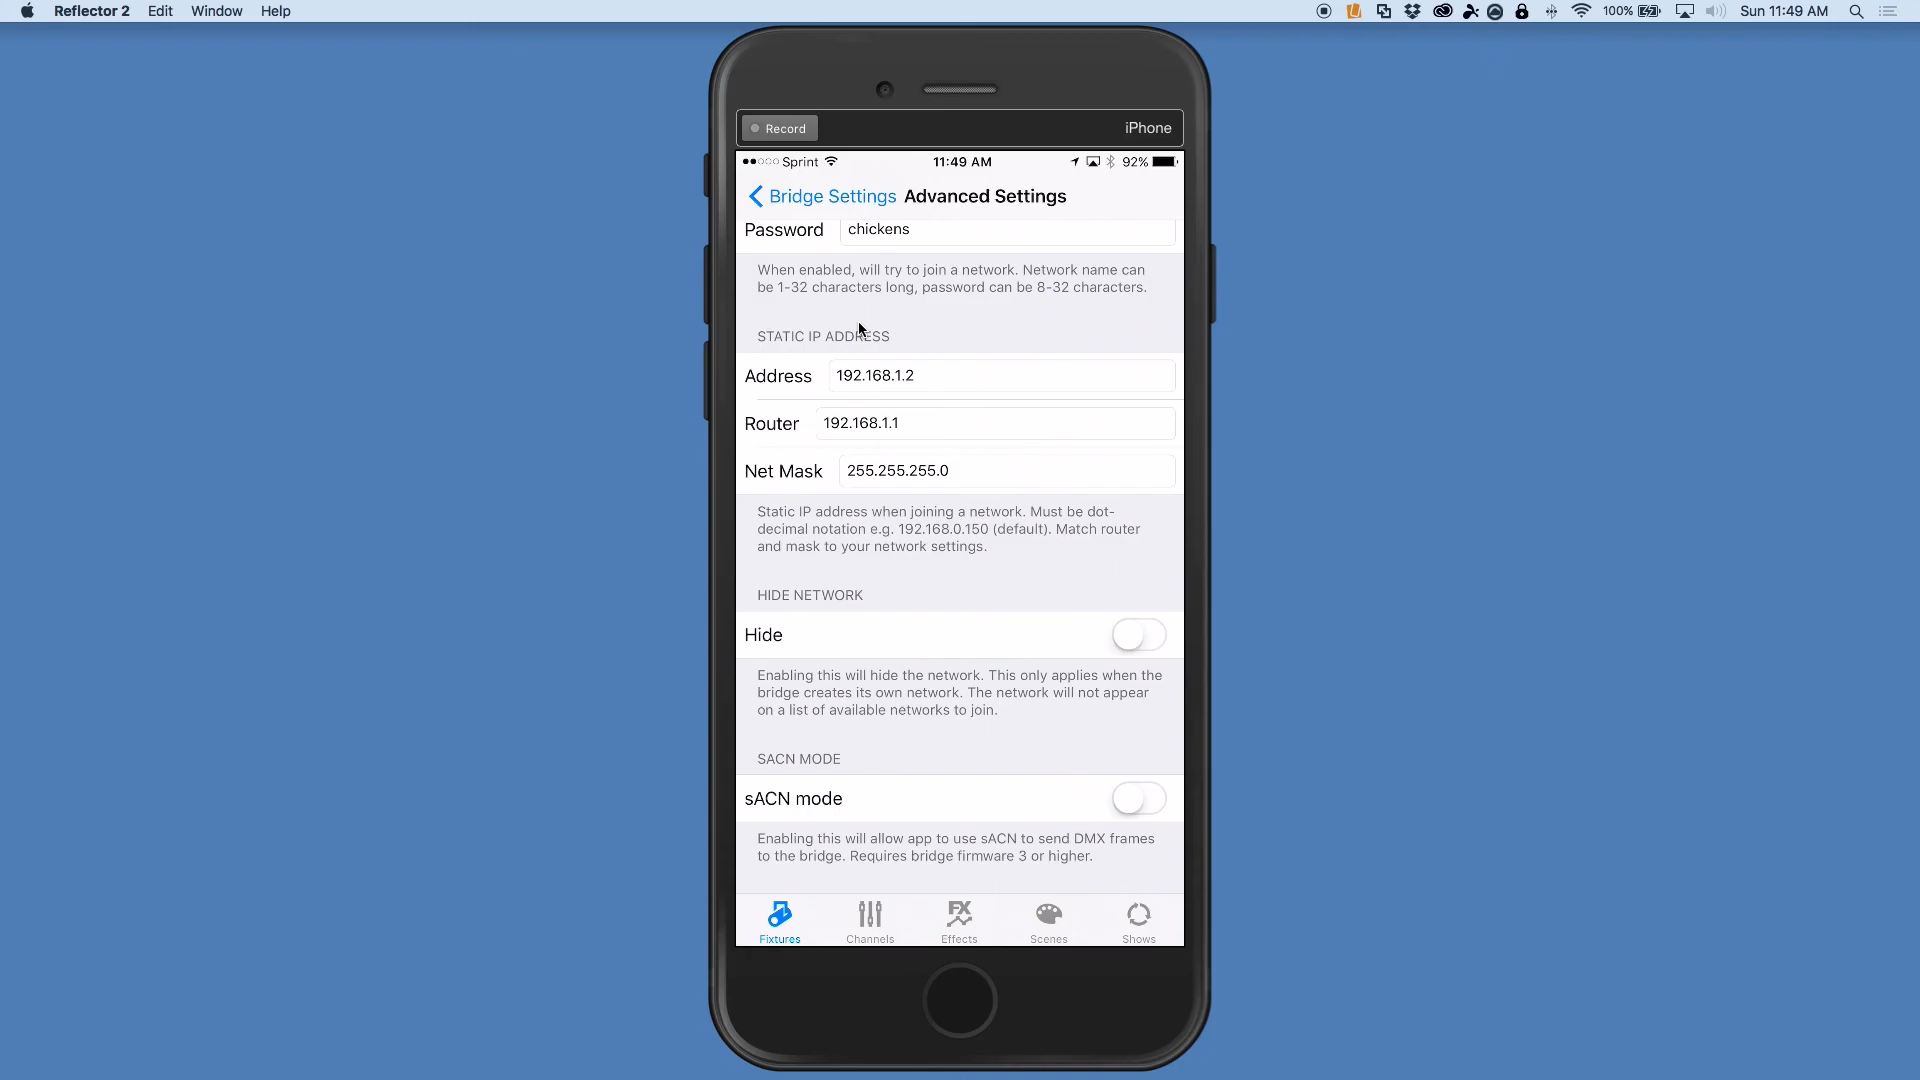 Reflector 2 Edit Window Help 100% Sun 11:49 AM
Record iPhone
Sprint 11:49 AM 92%
Bridge Settings Advanced Settings
Password chickens
When enabled, will try to join a network. Network name can
be 1-32 characters long, password can be 8-32 characters.
STATIC IP ADDRESS
Address 192.168.1.2
Router 192.168.1.1
Net Mask 255.255.255.0
Static IP address when joining a network. Must be dot-
decimal notation e.g. 192.168.0.150 (default). Match router
and mask to your network settings.
HIDE NETWORK
Hide
Enabling this will hide the network. This only applies when the
bridge creates its own network. The network will not appear
on a list of available networks to join.
SACN MODE
sACN mode
Enabling this will allow app to use sACN to send DMX frames
to the bridge. Requires bridge firmware 3 or higher.
FX
Fixtures Channels Effects Scenes Shows